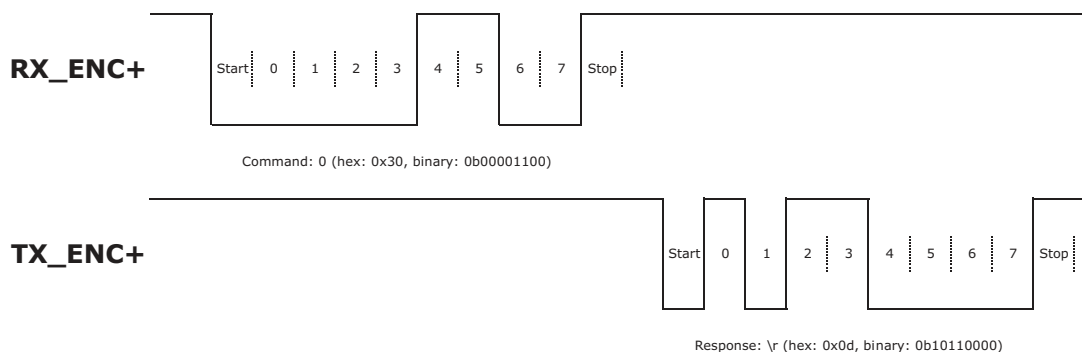 RX_ENC+
Start 0 1 2 3 4 5 6 7 Stop
Command: 0 (hex: 0x30, binary: 0b00001100)
TX_ENC+
Start 0 1 2 3 4 5 6 7 Stop
Response: \r (hex: 0x0d, binary: 0b10110000)